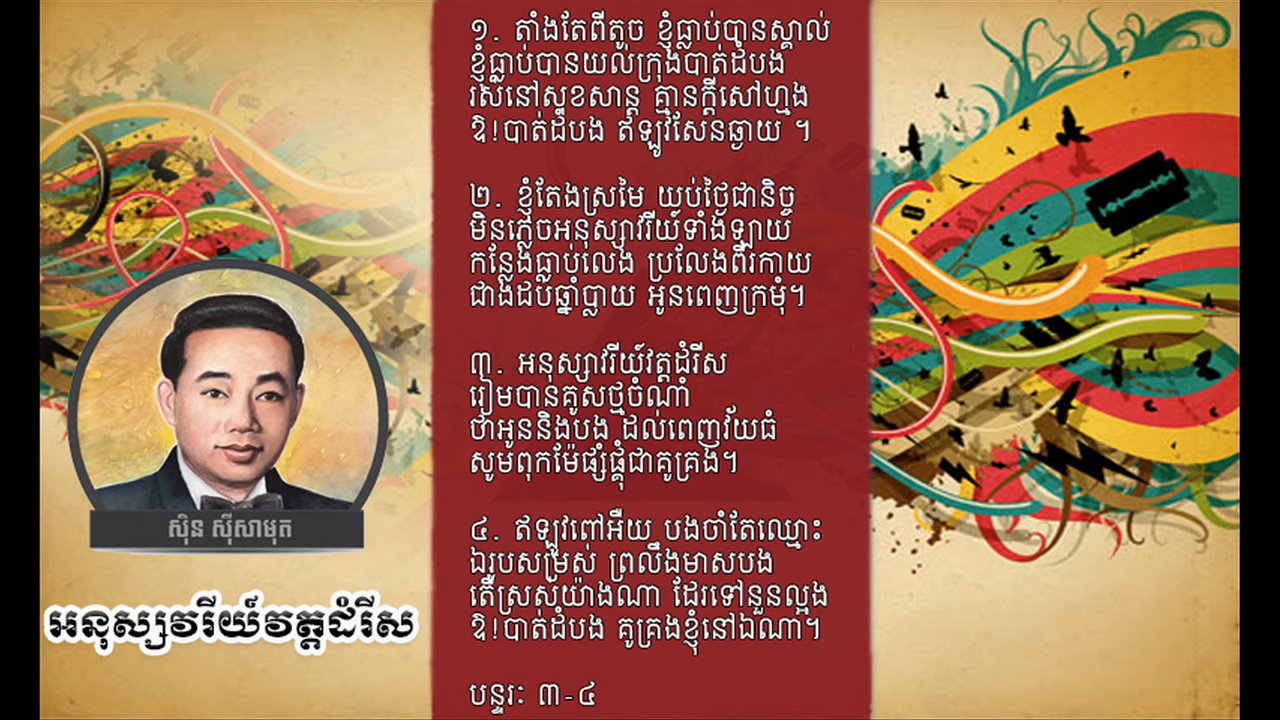 ១. តាំងតែពីតូច ខ្ញុំធ្លាប់បានស្គាល់
ខ្ញុំធ្លាប់បានយល់ក្រុងបាត់ដំបង
រស់នៅសុខសាន្ត គ្មានក្តីសៅហ្មង
ឱ!បាត់ដំបង ឥឡូវសែនឆ្ងាយ ។
២. ខ្ញុំតែងស្រមៃ យប់ថ្ងៃជានិច្ច
មិនភ្លេចអនុស្សាវរីយ៍ទាំងឡាយ
កន្លែងធ្លាប់លេង ប្រលែងពីរកាយ
ជាងដប់ឆ្នាំប្លាយ អូនពេញក្រមុំ។
៣. អនុស្សាវរីយ៍វត្តដំរីស
រៀមបានគូសថ្មចំណាំ
ថាអូននិងបង ដល់ពេញវ័យធំ
សូមពុកម៉ែផ្សំផ្គុំជាគូគ្រង។
៤. ឥឡូវពៅអឺយ បងចាំតែឈ្មោះ
ឯរូបសម្រស់ ព្រលឹងមាសបង
តើស្រស់យ៉ាងណា ដែរទៅនួនល្អង
ឱ!បាត់ដំបង គូគ្រងខ្ញុំនៅឯណា។
បន្ទរ: ៣-៤
ស៊ិន ស៊ីសាមុត
អនុស្សវរីយ៍វត្តដំរីស